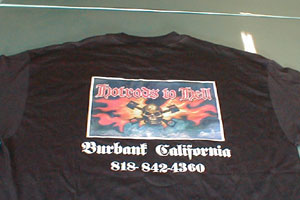 Hotrods to Hell
Burbank California
818-842-4360